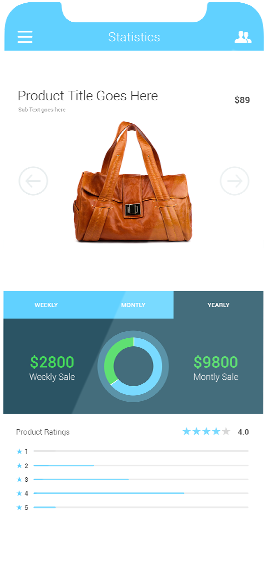 Statistics
Product Title Goes Here
$89
Sub Text goes here
WEEKLY
MONTLY
YEARLY
$2800
Weekly Sale
$9800
Montly Sale
Product Ratings
4.0
1
2
3
4
5